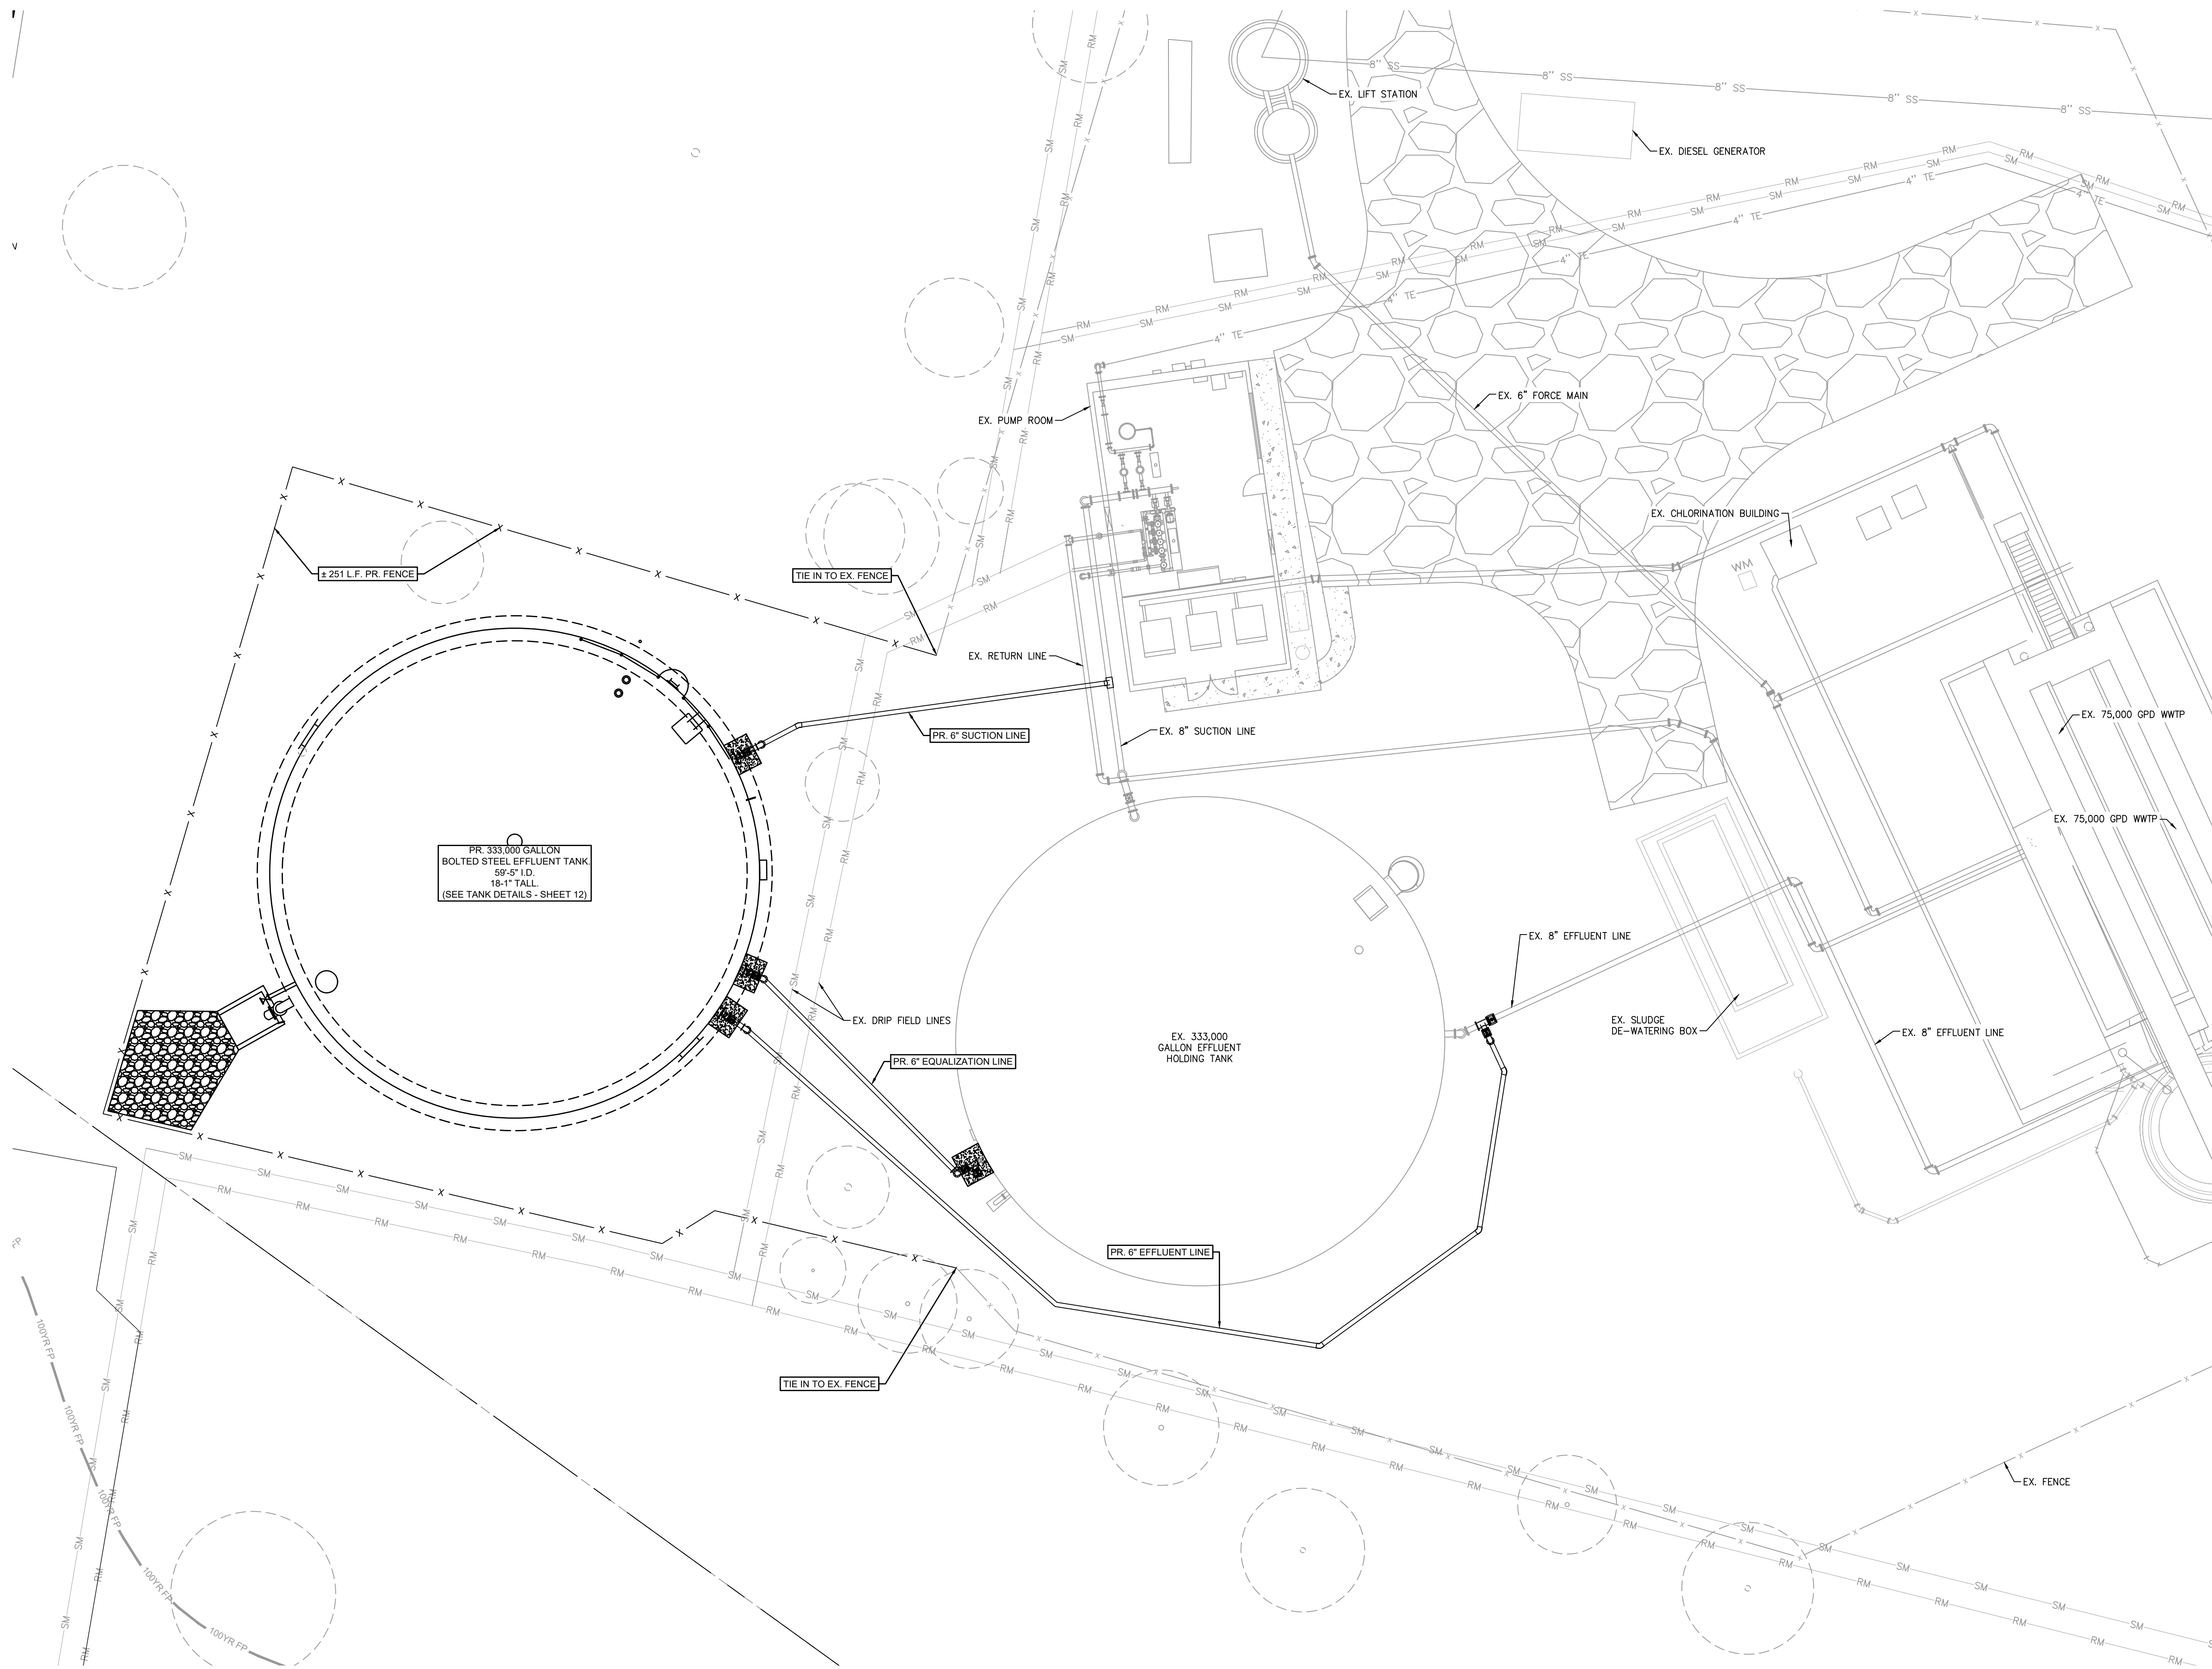 EX. LIFT STATION
8'' SS
8'' SS
8'' SS
8'' SS
8'' SS
EX. DIESEL GENERATOR
4'' TE
4'' TE
4'' TE
4'' TE
4'' TE
4'' TE
EX. PUMP ROOM
EX. 6" FORCE MAIN
EX. CHLORINATION BUILDING
WM
± 251 L.F. PR. FENCE
TIE IN TO EX. FENCE
EX. RETURN LINE
PR. 6" SUCTION LINE
EX. 8" SUCTION LINE
EX. 75,000 GPD WWTP
EX. 75,000 GPD WWTP
PR. 333,000 GALLON
BOLTED STEEL EFFLUENT TANK.
59'-5" I.D.
18-1" TALL.
(SEE TANK DETAILS - SHEET 12)
EX. 8" EFFLUENT LINE
EX. DRIP FIELD LINES
EX. SLUDGE
DE-WATERING BOX
EX. 8" EFFLUENT LINE
EX. 333,000
GALLON EFFLUENT
HOLDING TANK
PR. 6" EQUALIZATION LINE
PR. 6" EFFLUENT LINE
TIE IN TO EX. FENCE
EX. FENCE
100YR FP
100YR FP
100YR FP
100YR FP
100YR FP
SM
RM